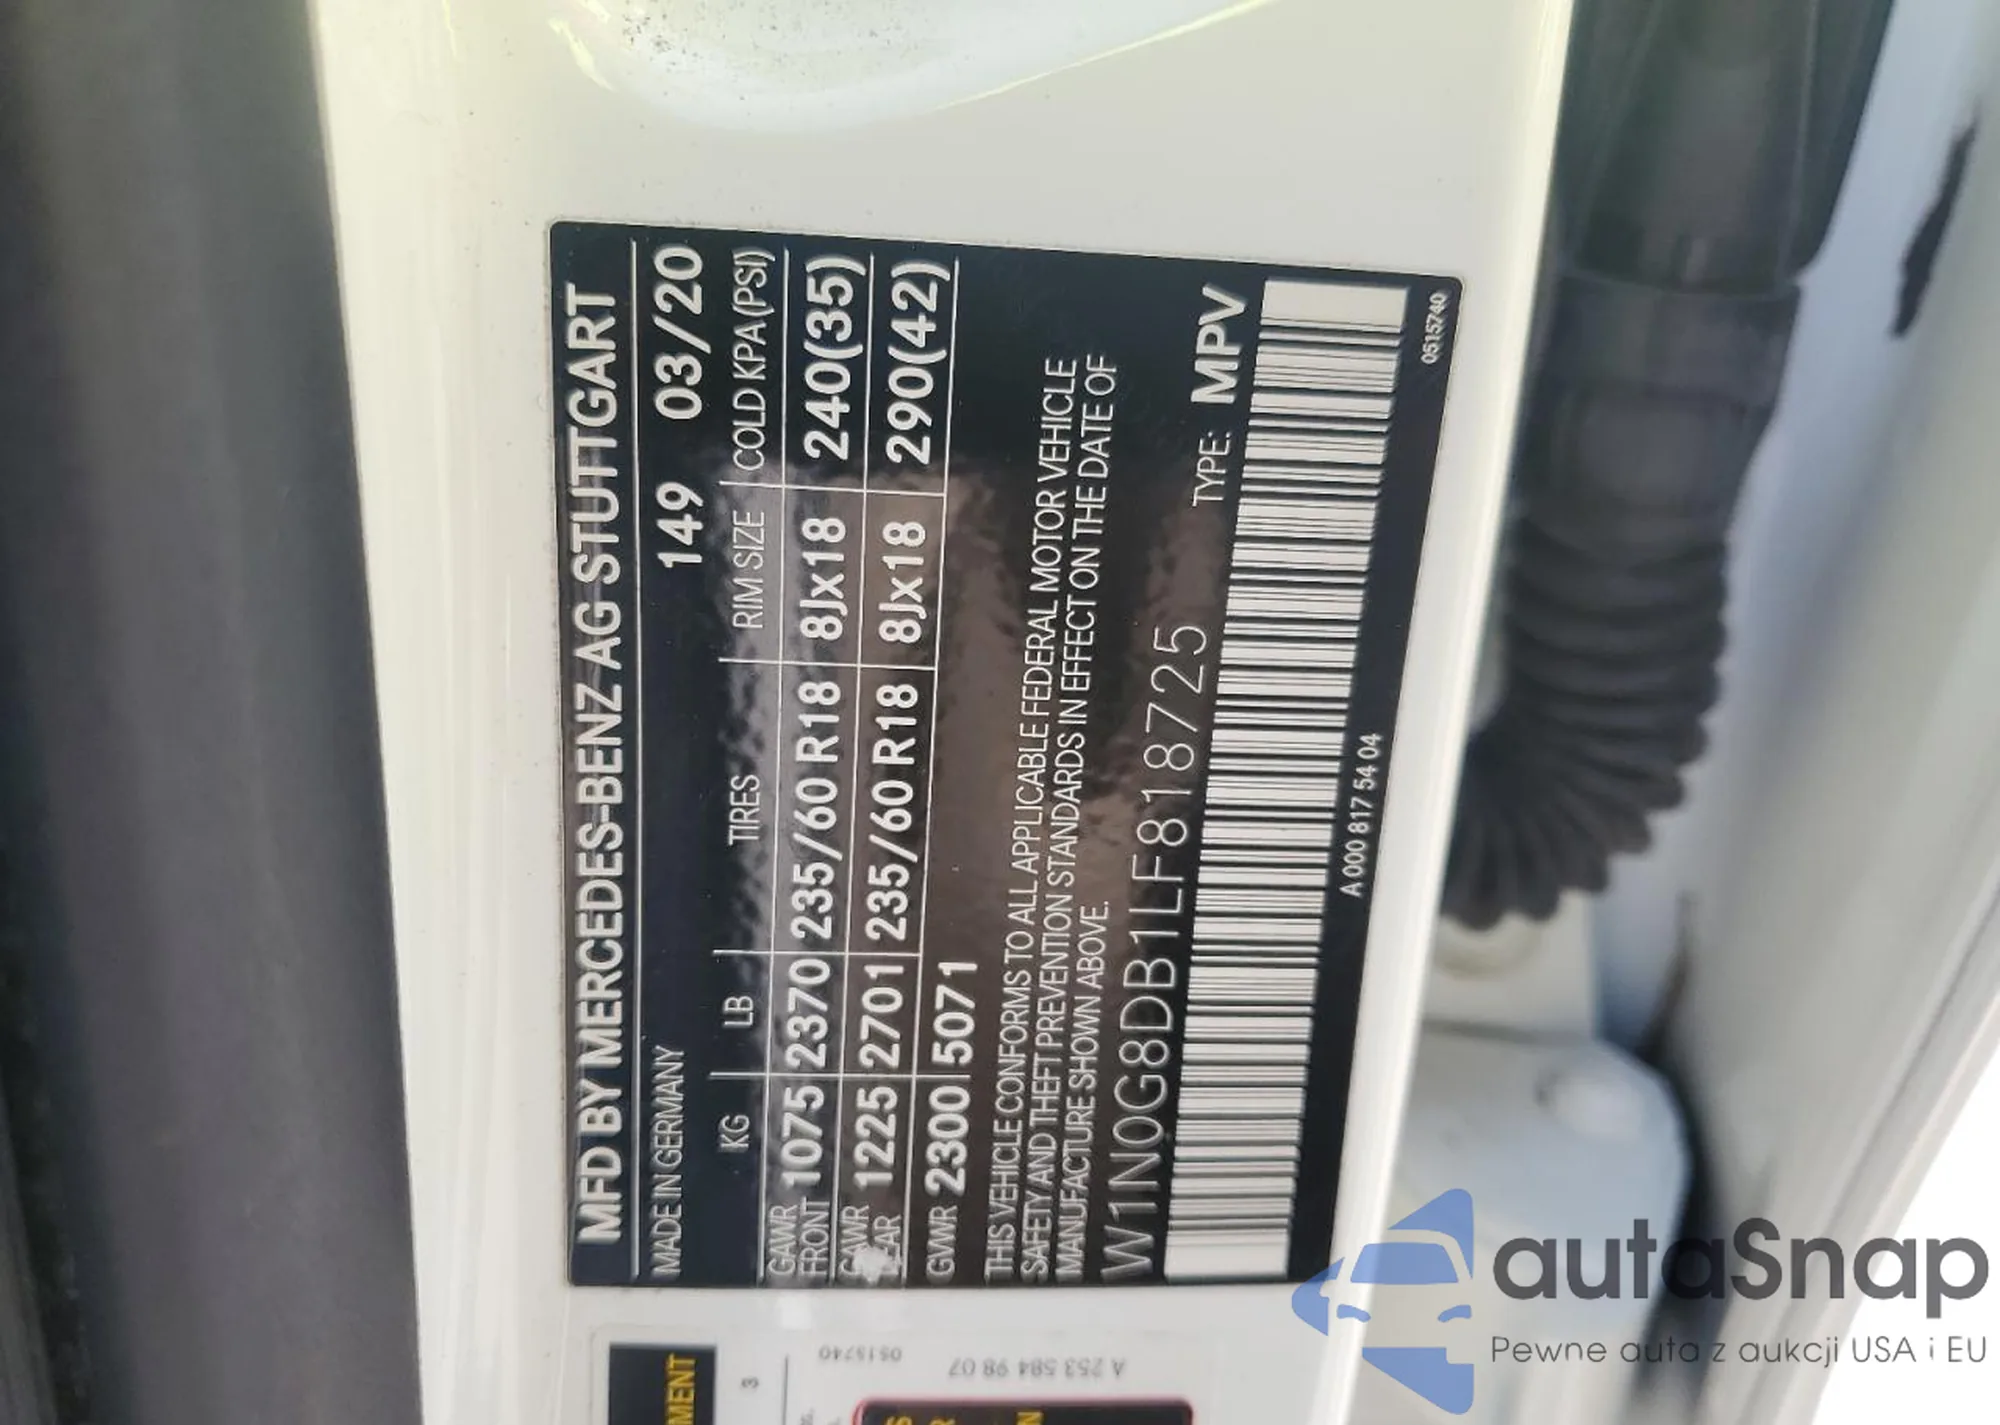 MFD BY MERCEDES-BENZ AG STUTTGART
MADE IN GERMANY 149 03/20
KG LB TIRES RIM SIZE COLD KPA(PSI)
GAWR FRONT 1075 2370 235/60 R18 8Jx18 240(35)
GAWR REAR 1225 2701 235/60 R18 8Jx18 290(42)
GWWR 2300 5071
THIS VEHICLE CONFORMS TO ALL APPLICABLE FEDERAL MOTOR VEHICLE
SAFETY AND THEFT PREVENTION STANDARDS IN EFFECT ON THE DATE OF
MANUFACTURE SHOWN ABOVE.
W1N0G8DB1LF818725 TYPE: MPV
A 000 817 54 04
0515740
0515740
A 253 584 98 07
3
autaSnap
Pewne auta z aukcji USA i EU